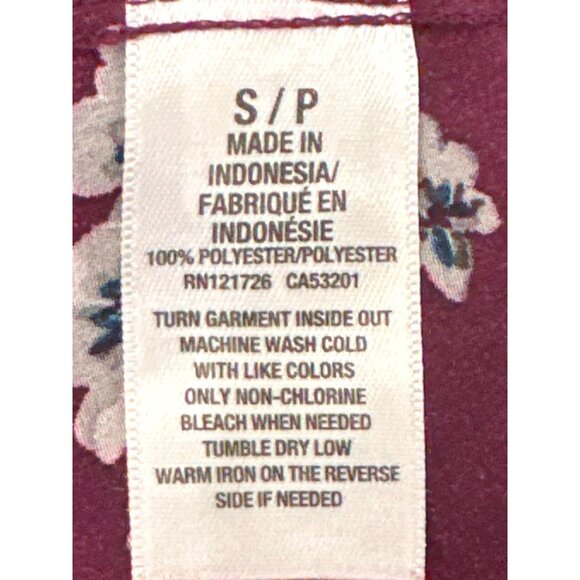 S / P
MADE IN
INDONESIA/
FABRIQUÉ EN
INDONÉSIE
100% POLYESTER/POLYESTER
RN121726 CA53201
TURN GARMENT INSIDE OUT
MACHINE WASH COLD
WITH LIKE COLORS
ONLY NON-CHLORINE
BLEACH WHEN NEEDED
TUMBLE DRY LOW
WARM IRON ON THE REVERSE
SIDE IF NEEDED